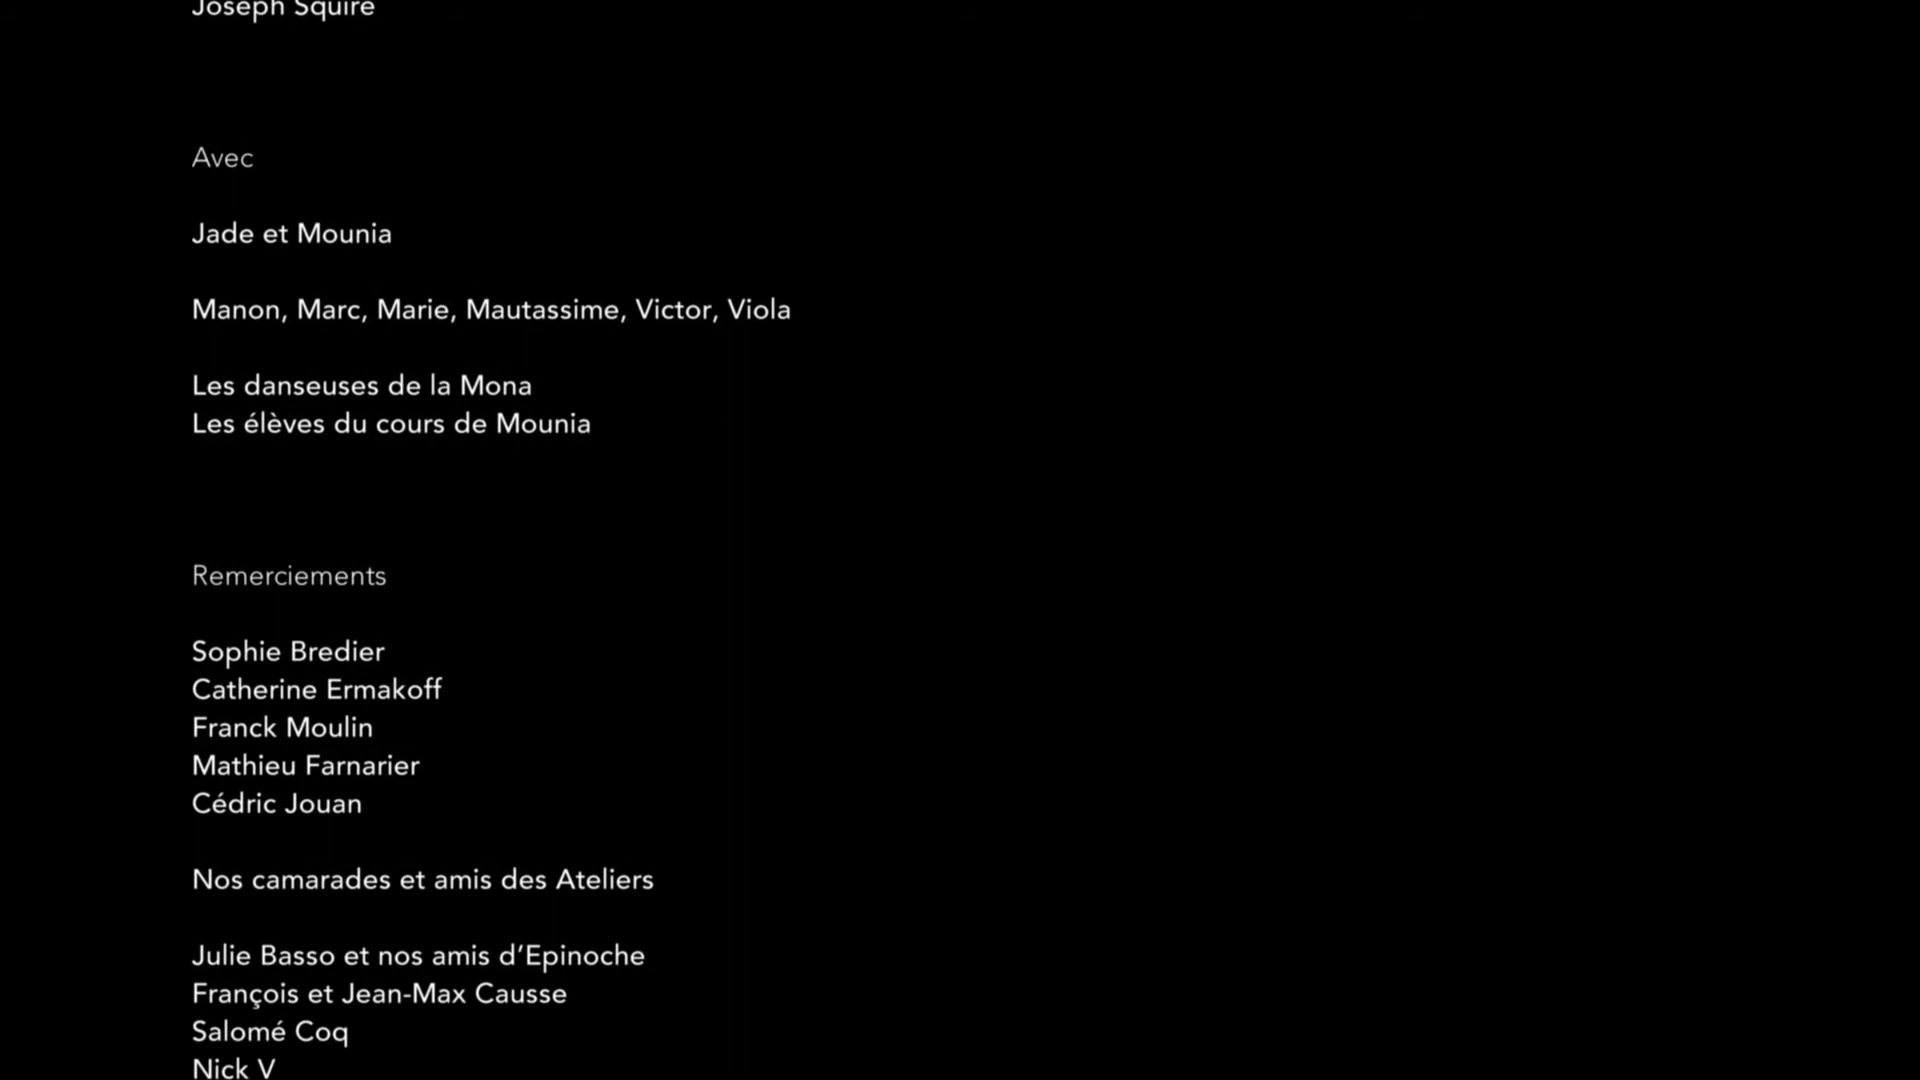 Joseph Squire
Avec
Jade et Mounia
Manon, Marc, Marie, Mautassime, Victor, Viola
Les danseuses de la Mona
Les élèves du cours de Mounia
Remerciements
Sophie Bredier
Catherine Ermakoff
Franck Moulin
Mathieu Farnarier
Cédric Jouan
Nos camarades et amis des Ateliers
Julie Basso et nos amis d’Epinoche
François et Jean-Max Causse
Salomé Coq
Nick V